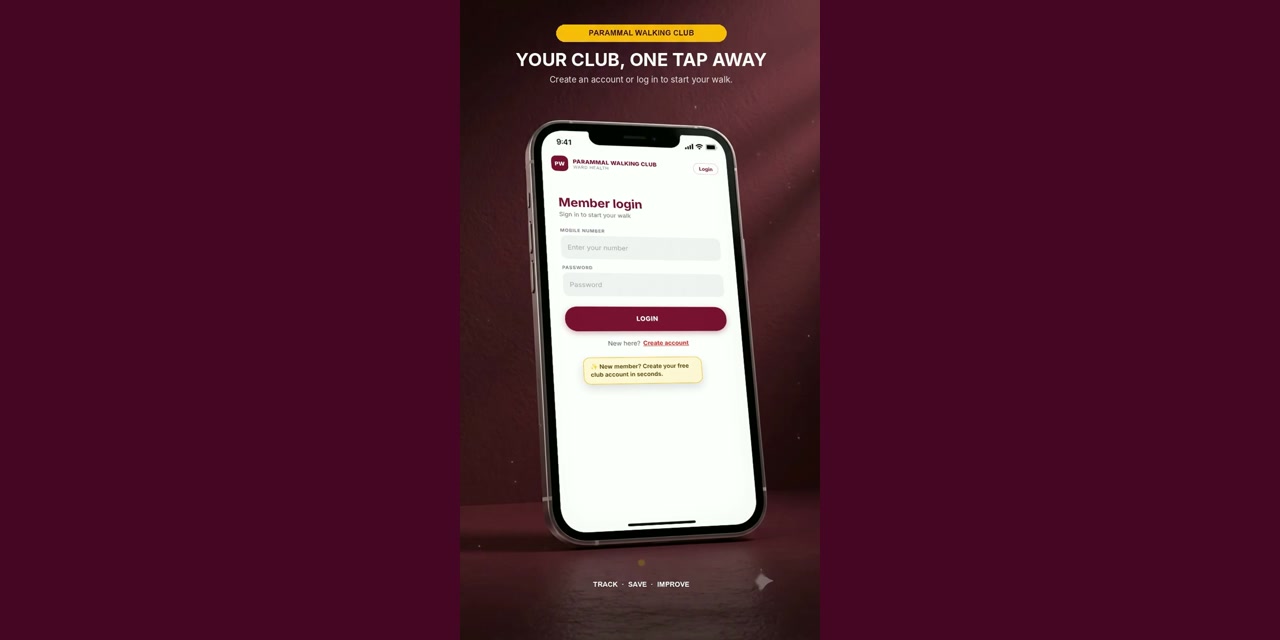 PARAMMAL WALKING CLUB
YOUR CLUB, ONE TAP AWAY
Create an account or log in to start your walk.
9:41
PW
PARAMMAL WALKING CLUB
WARD HEALTH
Login
Member login
Sign in to start your walk
MOBILE NUMBER
Enter your number
PASSWORD
Password
LOGIN
New here? Create account
✨ New member? Create your free
club account in seconds.
TRACK · SAVE · IMPROVE